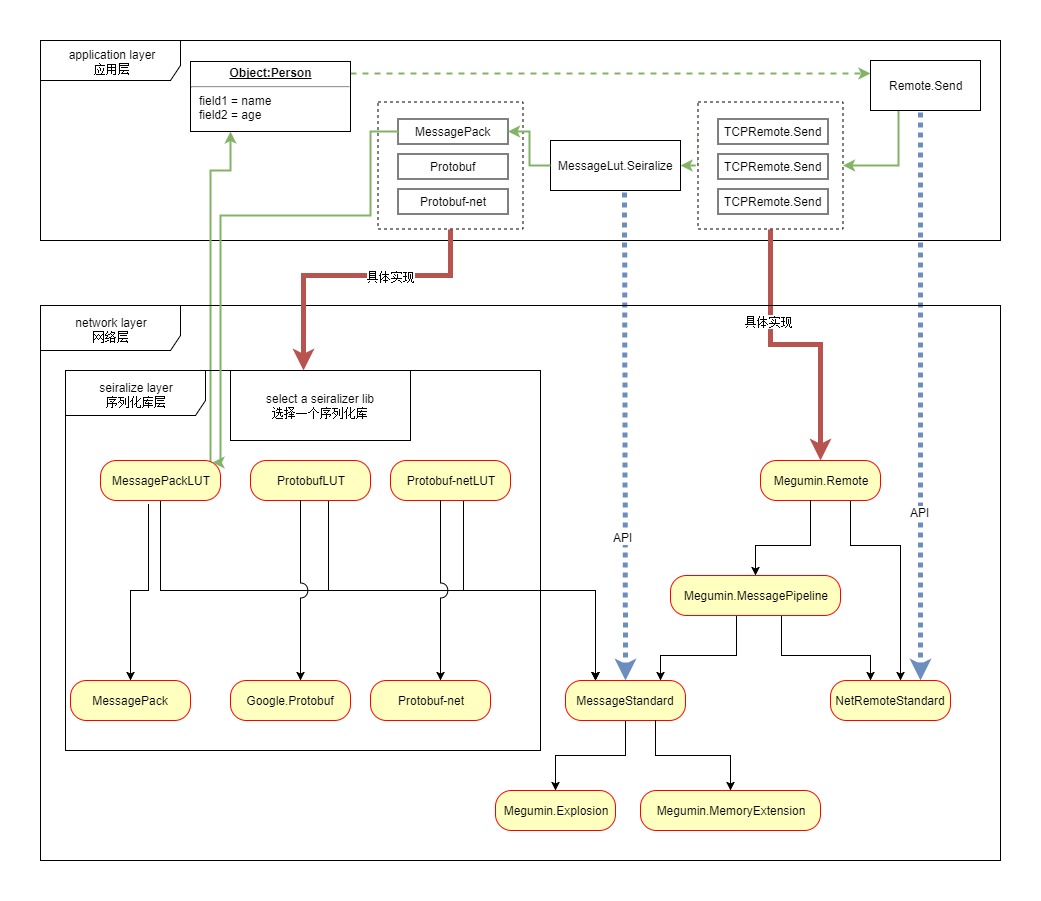 application layer
应用层
Object:Person
field1 = name
field2 = age
Remote.Send
MessagePack
Protobuf
Protobuf-net
MessageLut.Seiralize
TCPRemote.Send
TCPRemote.Send
TCPRemote.Send
具体实现
具体实现
network layer
网络层
seiralize layer
序列化库层
select a seiralizer lib
选择一个序列化库
MessagePackLUT
ProtobufLUT
Protobuf-netLUT
Megumin.Remote
API
API
Megumin.MessagePipeline
MessagePack
Google.Protobuf
Protobuf-net
MessageStandard
NetRemoteStandard
Megumin.Explosion
Megumin.MemoryExtension